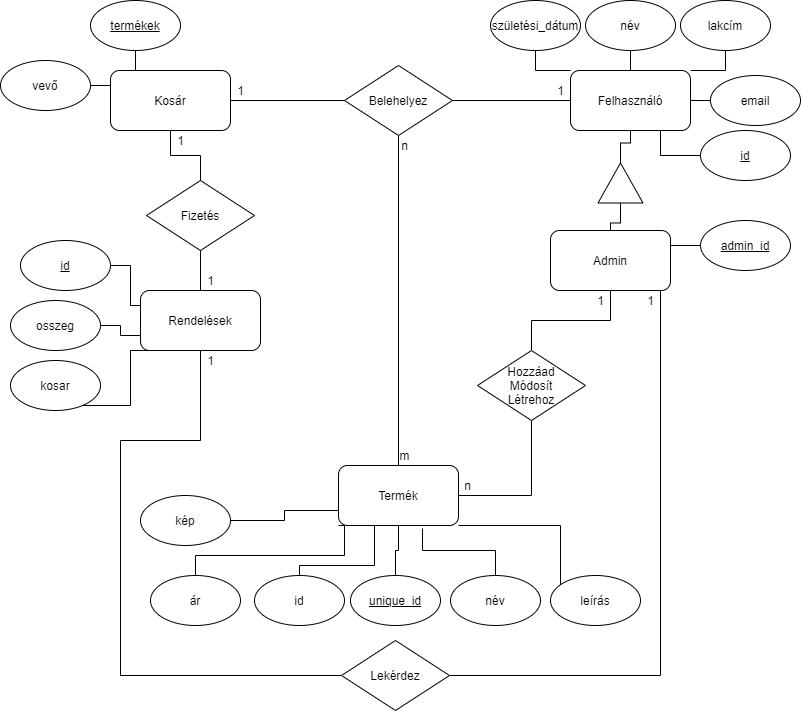 termékek
születési_dátum
név
lakcím
vevő
Kosár
1
Belehelyez
1
Felhasználó
email
1
n
id
Fizetés
id
1
Rendelések
osszeg
kosar
1
Admin
admin_id
1
1
Hozzáad
Módosít
Létrehoz
m
Termék
n
kép
ár
id
unique_id
név
leírás
Lekérdez